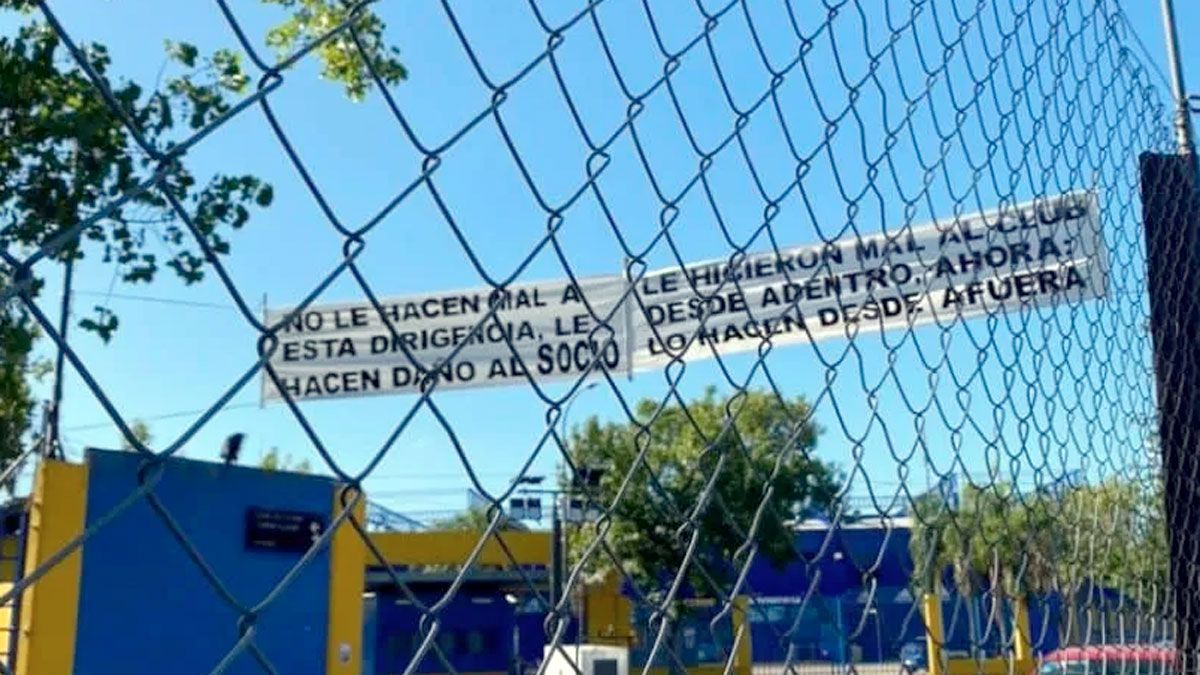 NO LE HACEN MAL A
ESTA DIRIGENCIA, LE
HACEN DAÑO AL SOCIO
LE HICIERON MAL AL CLUB
DESDE ADENTRO, AHORA:
LO HACEN DESDE AFUERA